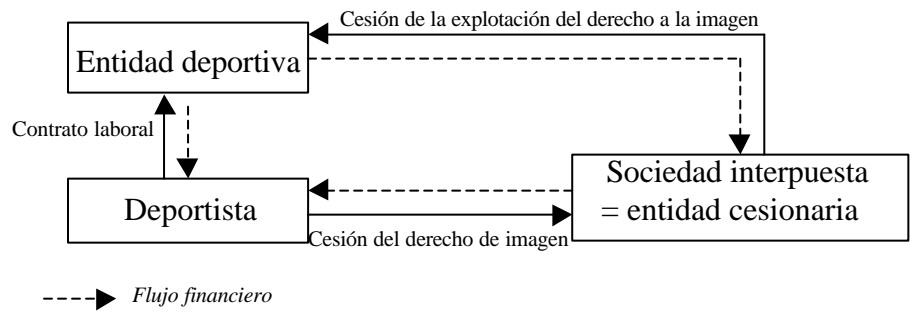 Cesión de la explotación del derecho a la imagen
Entidad deportiva
Contrato laboral
Deportista
Sociedad interpuesta
= entidad cesionaria
Cesión del derecho de imagen
Flujo financiero